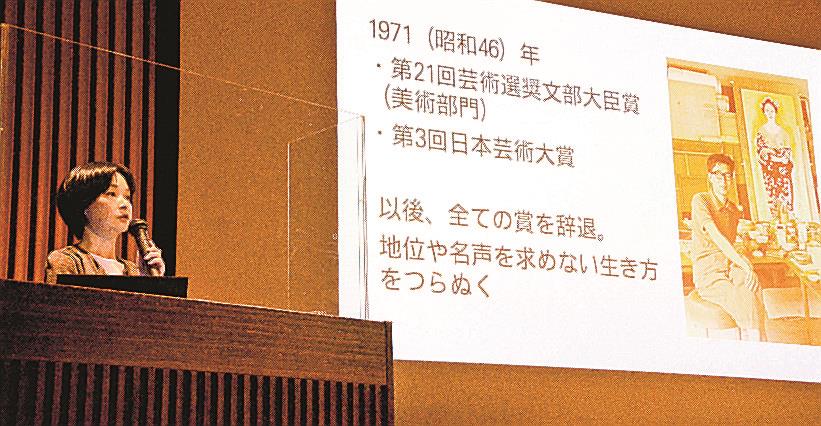 1971（昭和46）年
・第21回芸術選奨文部大臣賞
（美術部門）
・第3回日本芸術大賞
以後、全ての賞を辞退。
地位や名声を求めない生き方
をつらぬく